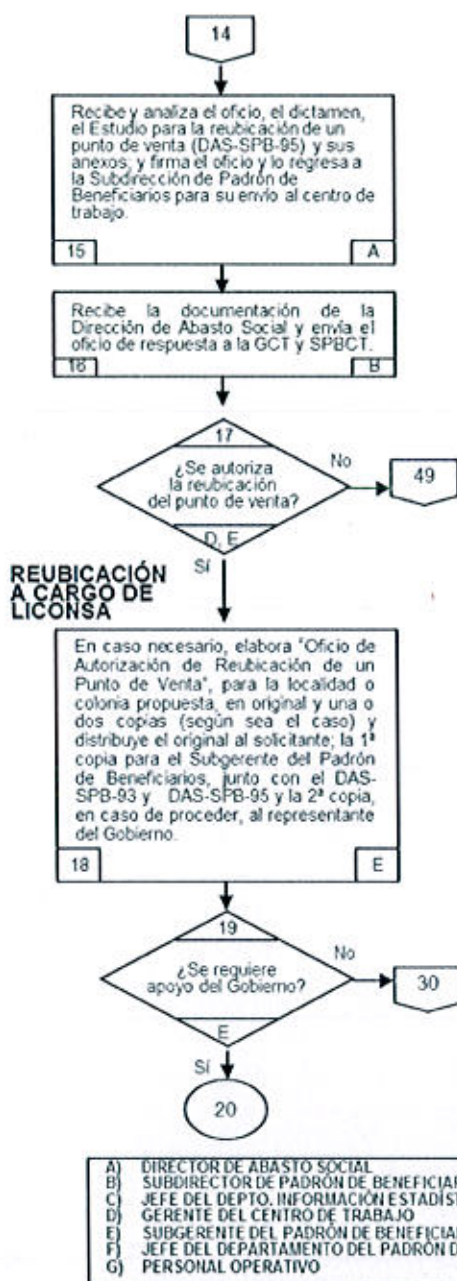 14
Recibe y analiza el oficio, el dictamen,
el Estudio para la reubicación de un
punto de venta (DAS-SPB-95) y sus
anexos; y firma el oficio y lo regresa a
la Subdirección de Padrón de
Beneficiarios para su envío al centro de
trabajo.
15
A
Recibe la documentación de la
Dirección de Abasto Social y envía el
oficio de respuesta a la GCT y SPBCT.
16
B
17
¿Se autoriza
la reubicación
del punto de venta?
D, E
No
49
Sí
REUBICACIÓN
A CARGO DE
LICONSA
En caso necesario, elabora "Oficio de
Autorización de Reubicación de un
Punto de Venta", para la localidad o
colonia propuesta, en original y una o
dos copias (según sea el caso) y
distribuye el original al solicitante; la 1ª
copia para el Subgerente del Padrón
de Beneficiarios, junto con el DAS-
SPB-93 y DAS-SPB-95 y la 2ª copia,
en caso de proceder, al representante
del Gobierno.
18
E
19
¿Se requiere
apoyo del Gobierno?
E
No
30
Sí
20
A) DIRECTOR DE ABASTO SOCIAL
B) SUBDIRECTOR DE PADRÓN DE BENEFICIAR
C) JEFE DEL DEPTO. INFORMACIÓN ESTADÍST
D) GERENTE DEL CENTRO DE TRABAJO
E) SUBGERENTE DEL PADRÓN DE BENEFICIAR
F) JEFE DEL DEPARTAMENTO DEL PADRÓN D
G) PERSONAL OPERATIVO